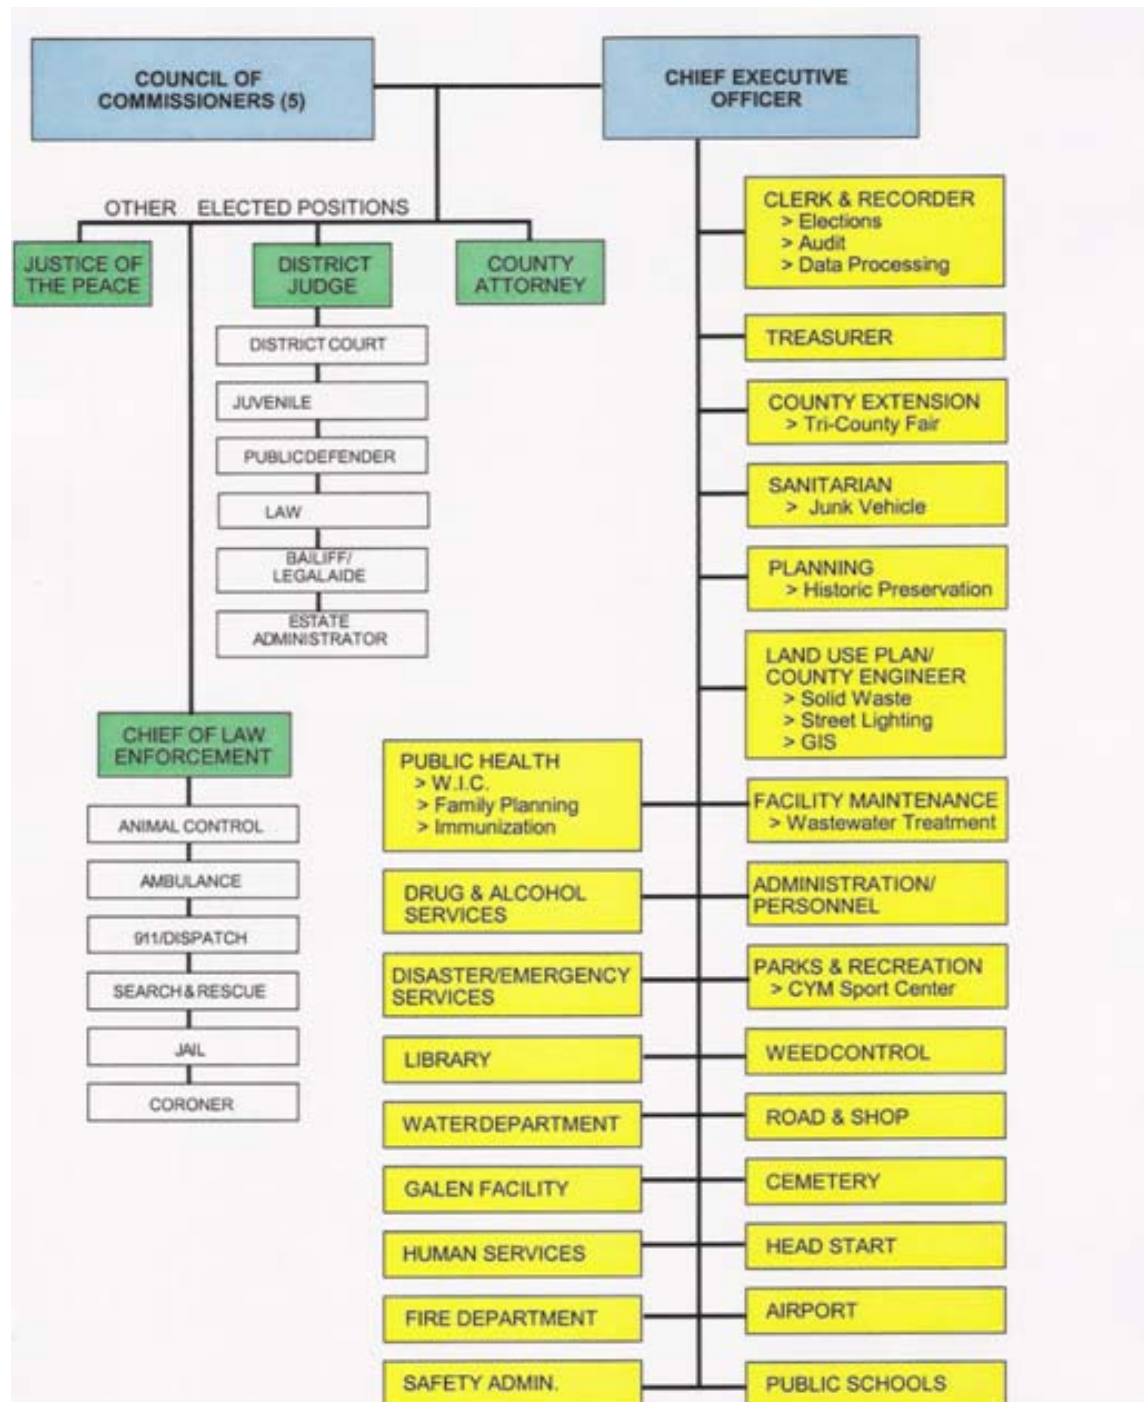 COUNCIL OF
COMMISSIONERS (5)
CHIEF EXECUTIVE
OFFICER
OTHER ELECTED POSITIONS
JUSTICE OF
THE PEACE
DISTRICT
JUDGE
COUNTY
ATTORNEY
DISTRICT COURT
JUVENILE
PUBLICDEFENDER
LAW
BAILIFF/
LEGALAIDE
ESTATE
ADMINISTRATOR
CHIEF OF LAW
ENFORCEMENT
ANIMAL CONTROL
AMBULANCE
911/DISPATCH
SEARCH & RESCUE
JAIL
CORONER
CLERK & RECORDER
> Elections
> Audit
> Data Processing
TREASURER
COUNTY EXTENSION
> Tri-County Fair
SANITARIAN
> Junk Vehicle
PLANNING
> Historic Preservation
LAND USE PLAN/
COUNTY ENGINEER
> Solid Waste
> Street Lighting
> GIS
PUBLIC HEALTH
> W.I.C.
> Family Planning
> Immunization
FACILITY MAINTENANCE
> Wastewater Treatment
DRUG & ALCOHOL
SERVICES
ADMINISTRATION/
PERSONNEL
DISASTER/EMERGENCY
SERVICES
PARKS & RECREATION
> CYM Sport Center
LIBRARY
WEEDCONTROL
WATERDEPARTMENT
ROAD & SHOP
GALEN FACILITY
CEMETERY
HUMAN SERVICES
HEAD START
FIRE DEPARTMENT
AIRPORT
SAFETY ADMIN.
PUBLIC SCHOOLS